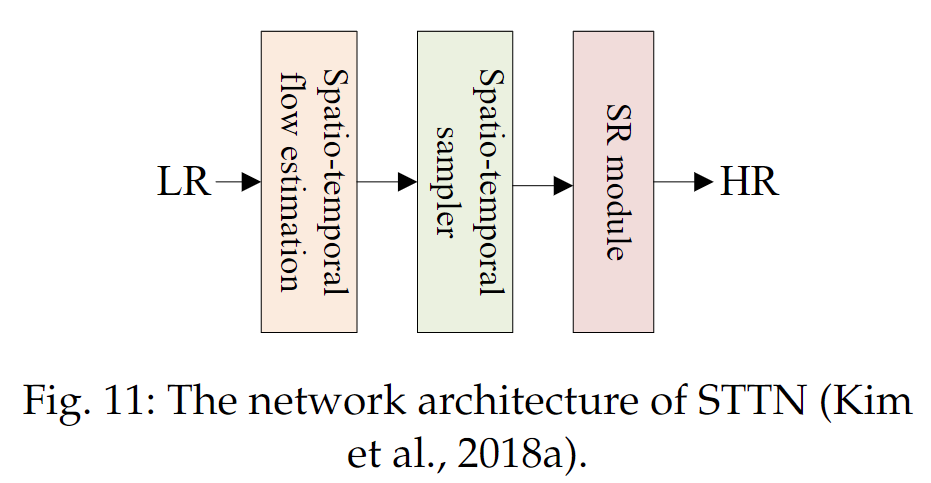 LR
Spatio-temporal
flow estimation
Spatio-temporal
sampler
SR module
HR
Fig. 11: The network architecture of STTN (Kim
et al., 2018a).